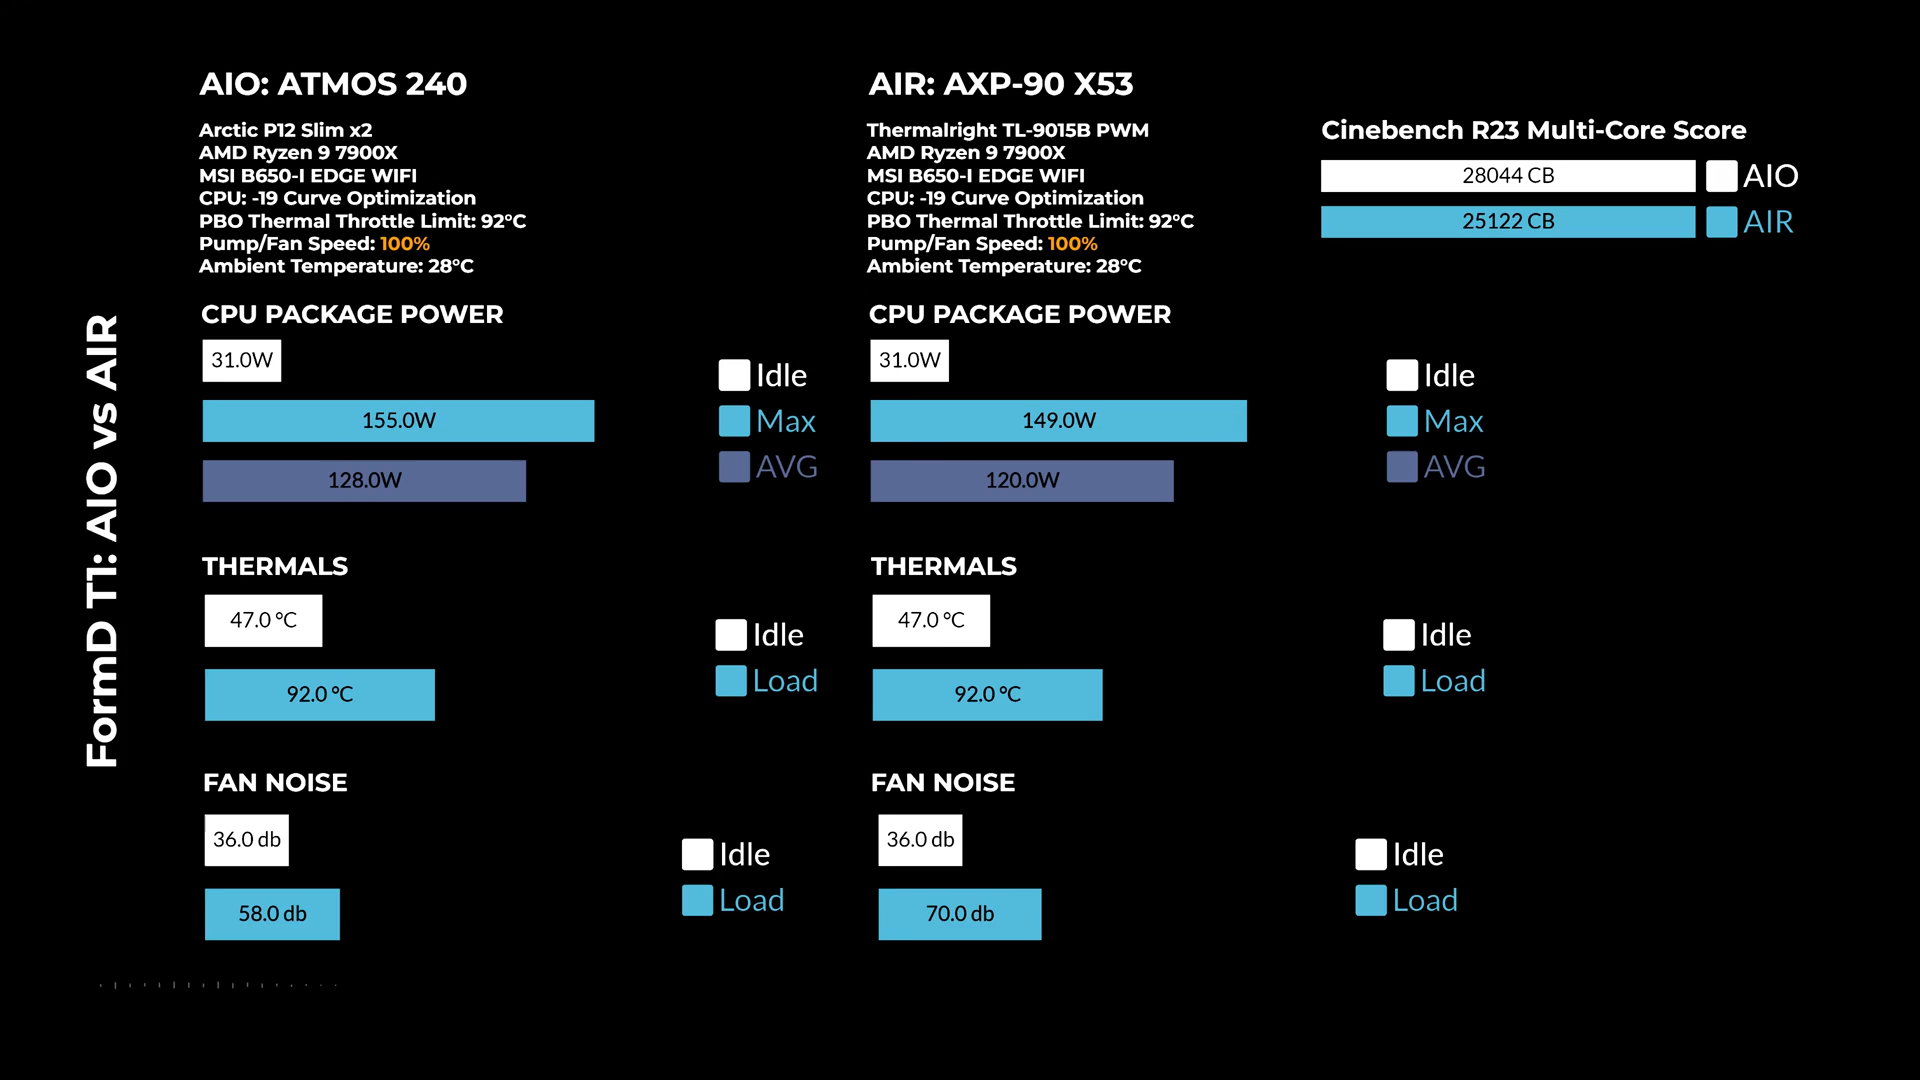 FormD T1: AIO vs AIR
AIO: ATMOS 240
Arctic P12 Slim x2
AMD Ryzen 9 7900X
MSI B650-I EDGE WIFI
CPU: -19 Curve Optimization
PBO Thermal Throttle Limit: 92°C
Pump/Fan Speed: 100%
Ambient Temperature: 28°C
CPU PACKAGE POWER
31.0W
155.0W
128.0W
Idle
Max
AVG
THERMALS
47.0 °C
92.0 °C
Idle
Load
FAN NOISE
36.0 db
58.0 db
Idle
Load
AIR: AXP-90 X53
Thermalright TL-9015B PWM
AMD Ryzen 9 7900X
MSI B650-I EDGE WIFI
CPU: -19 Curve Optimization
PBO Thermal Throttle Limit: 92°C
Pump/Fan Speed: 100%
Ambient Temperature: 28°C
CPU PACKAGE POWER
31.0W
149.0W
120.0W
Idle
Max
AVG
THERMALS
47.0 °C
92.0 °C
Idle
Load
FAN NOISE
36.0 db
70.0 db
Idle
Load
Cinebench R23 Multi-Core Score
28044 CB
AIO
25122 CB
AIR